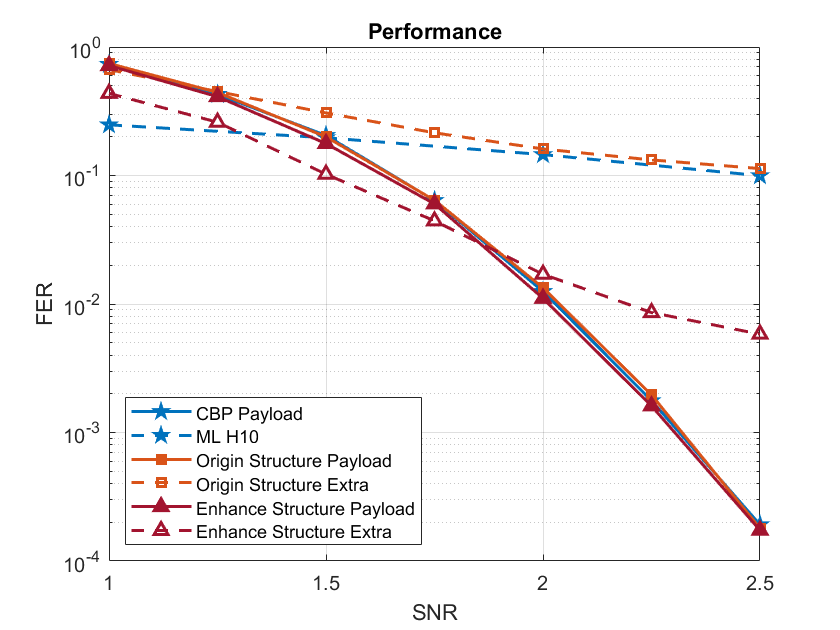 Performance
10^0
10^-1
10^-2
10^-3
10^-4
FER
CBP Payload
ML H10
Origin Structure Payload
Origin Structure Extra
Enhance Structure Payload
Enhance Structure Extra
1
1.5
2
2.5
SNR